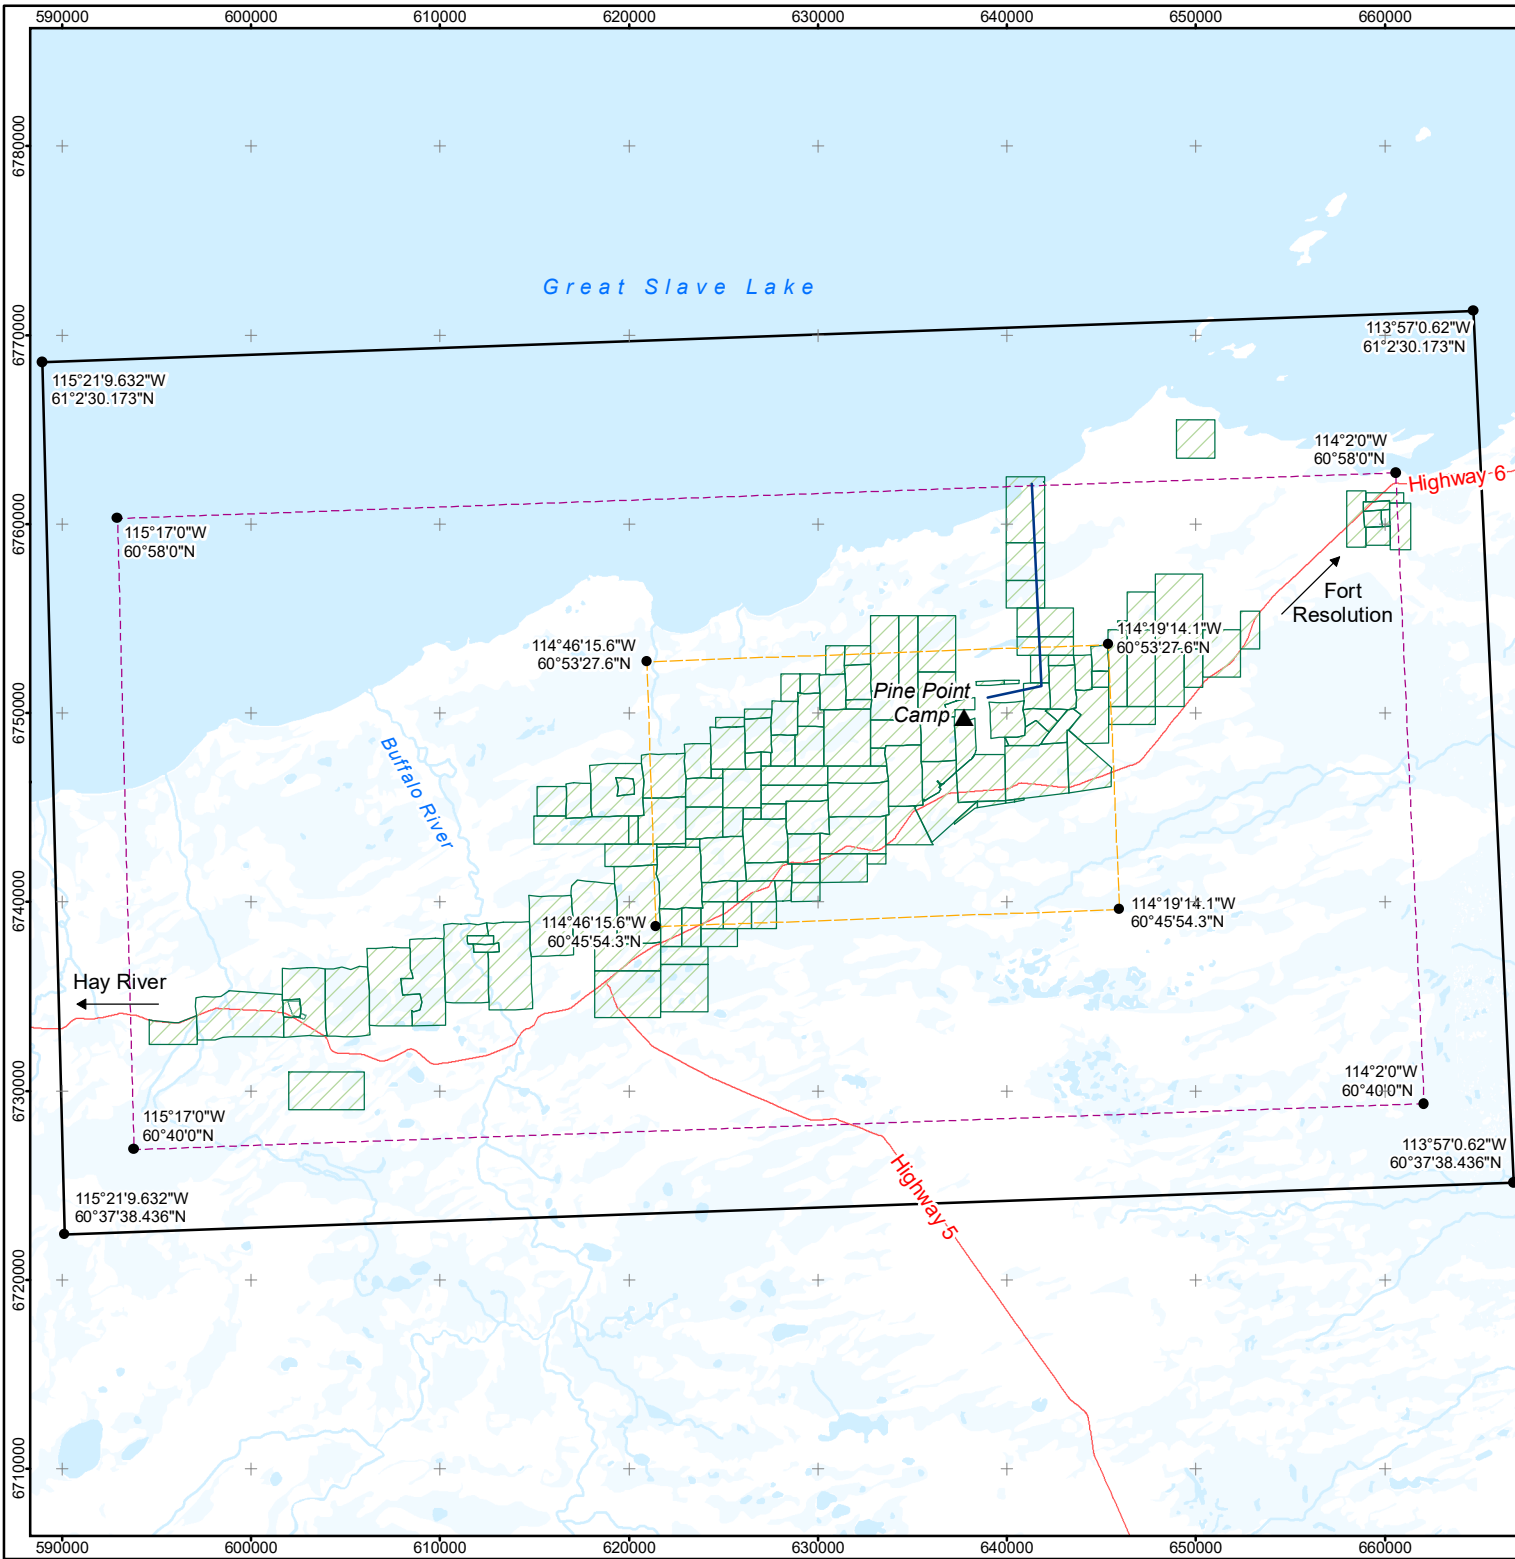 590000
600000
610000
620000
630000
640000
650000
660000
6780000
6770000
6760000
6750000
6740000
6730000
6720000
6710000
Great Slave Lake
115°21'9.632"W
61°2'30.173"N
113°57'0.62"W
61°2'30.173"N
114°2'0"W
60°58'0"N
Highway 6
115°17'0"W
60°58'0"N
Fort
Resolution
114°46'15.6"W
60°53'27.6"N
114°19'14.1"W
60°53'27.6"N
Pine Point
Camp
Buffalo River
114°46'15.6"W
60°45'54.3"N
114°19'14.1"W
60°45'54.3"N
Hay River
115°17'0"W
60°40'0"N
114°2'0"W
60°40'0"N
113°57'0.62"W
60°37'38.436"N
115°21'9.632"W
60°37'38.436"N
Highway 5
590000
600000
610000
620000
630000
640000
650000
660000